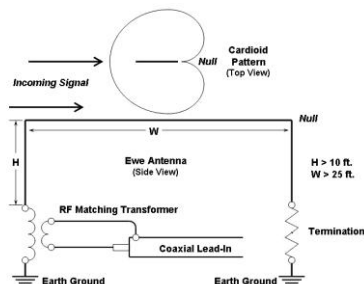 Cardioid
Pattern
(Top View)
Null
Incoming Signal
Null
W
H
Ewe Antenna
(Side View)
H > 10 ft.
W > 25 ft.
RF Matching Transformer
Termination
Coaxial Lead-In
Earth Ground
Earth Ground